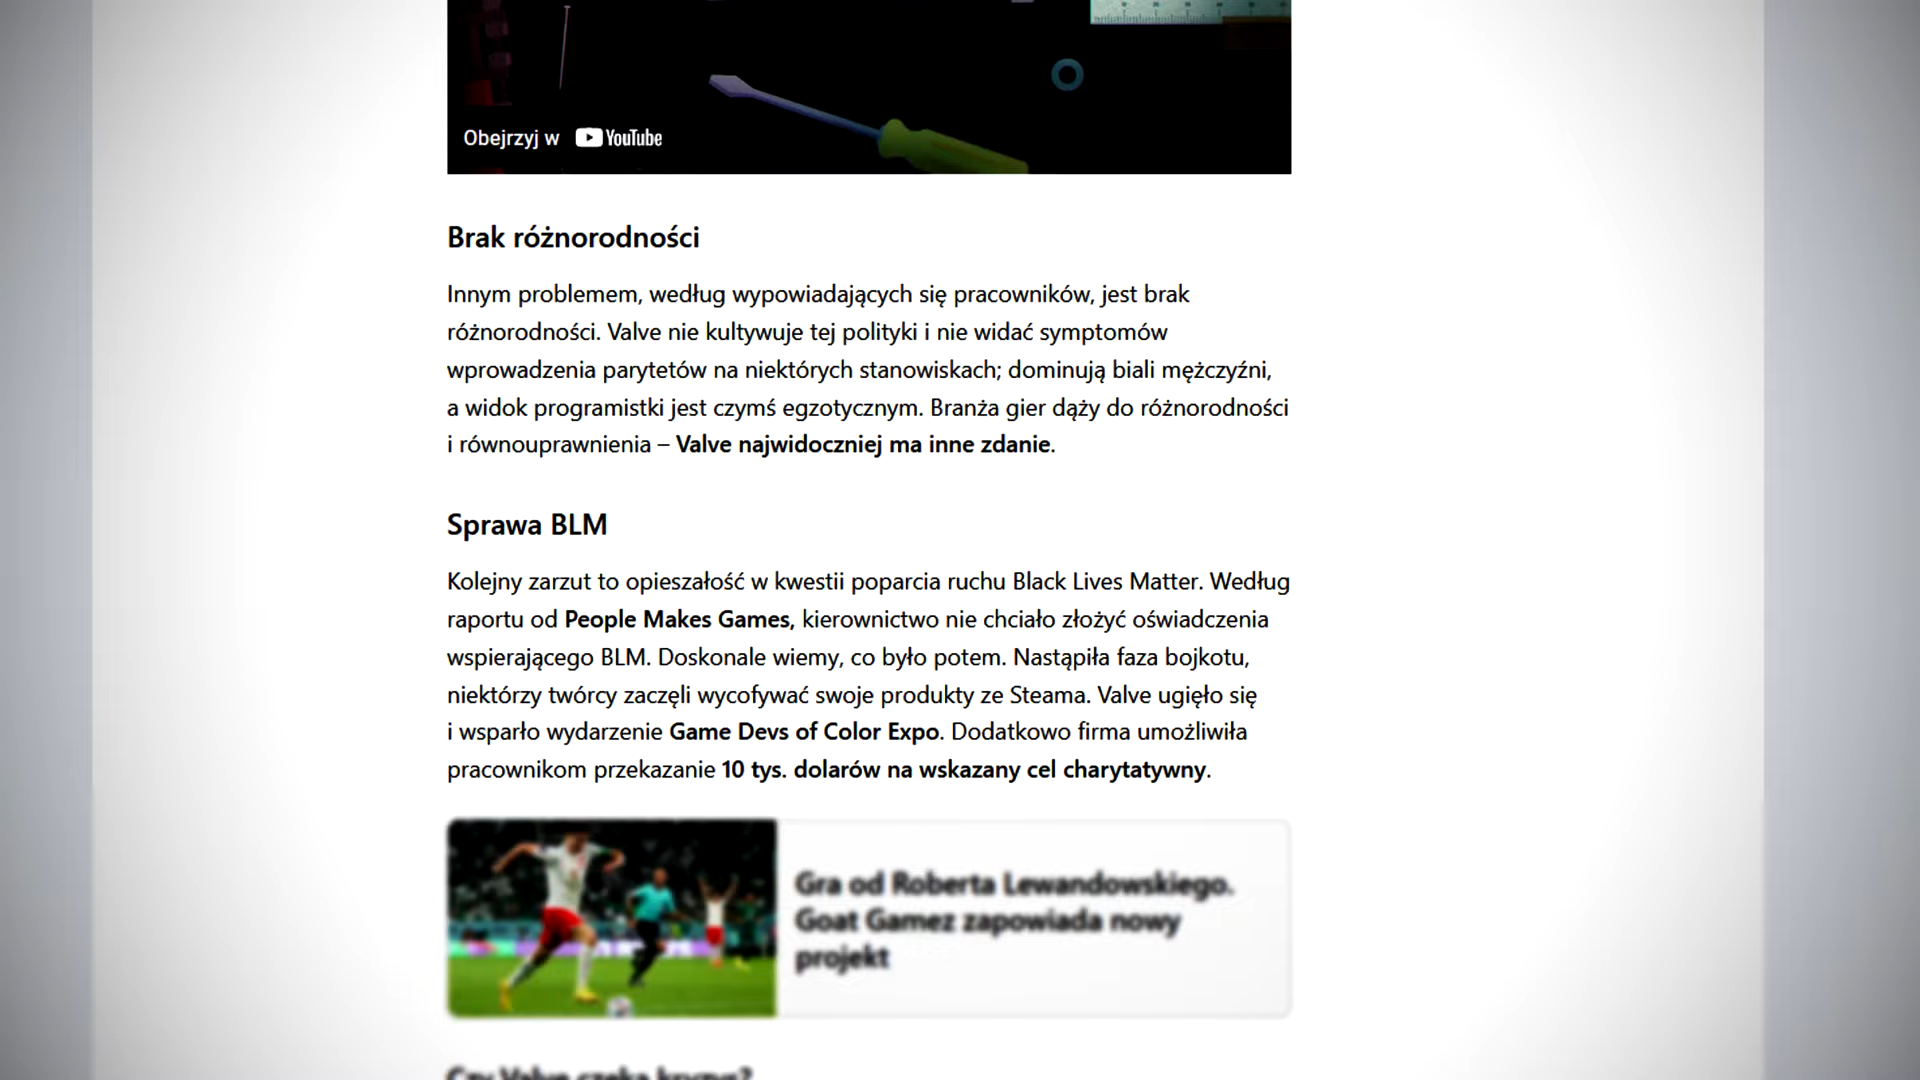 Obejrzyj w YouTube
Brak różnorodności
Innym problemem, według wypowiadających się pracowników, jest brak
różnorodności. Valve nie kultywuje tej polityki i nie widać symptomów
wprowadzenia parytetów na niektórych stanowiskach; dominują biali mężczyźni,
a widok programistki jest czymś egzotycznym. Branża gier dąży do różnorodności
i równouprawnienia – Valve najwidoczniej ma inne zdanie.
Sprawa BLM
Kolejny zarzut to opieszałość w kwestii poparcia ruchu Black Lives Matter. Według
raportu od People Makes Games, kierownictwo nie chciało złożyć oświadczenia
wspierającego BLM. Doskonale wiemy, co było potem. Nastąpiła faza bojkotu,
niektórzy twórcy zaczęli wycofywać swoje produkty ze Steama. Valve ugięło się
i wsparło wydarzenie Game Devs of Color Expo. Dodatkowo firma umożliwiła
pracownikom przekazanie 10 tys. dolarów na wskazany cel charytatywny.
Gra od Roberta Lewandowskiego.
Goat Gamez zapowiada nowy
projekt
Czy Valve czeka kryzys?